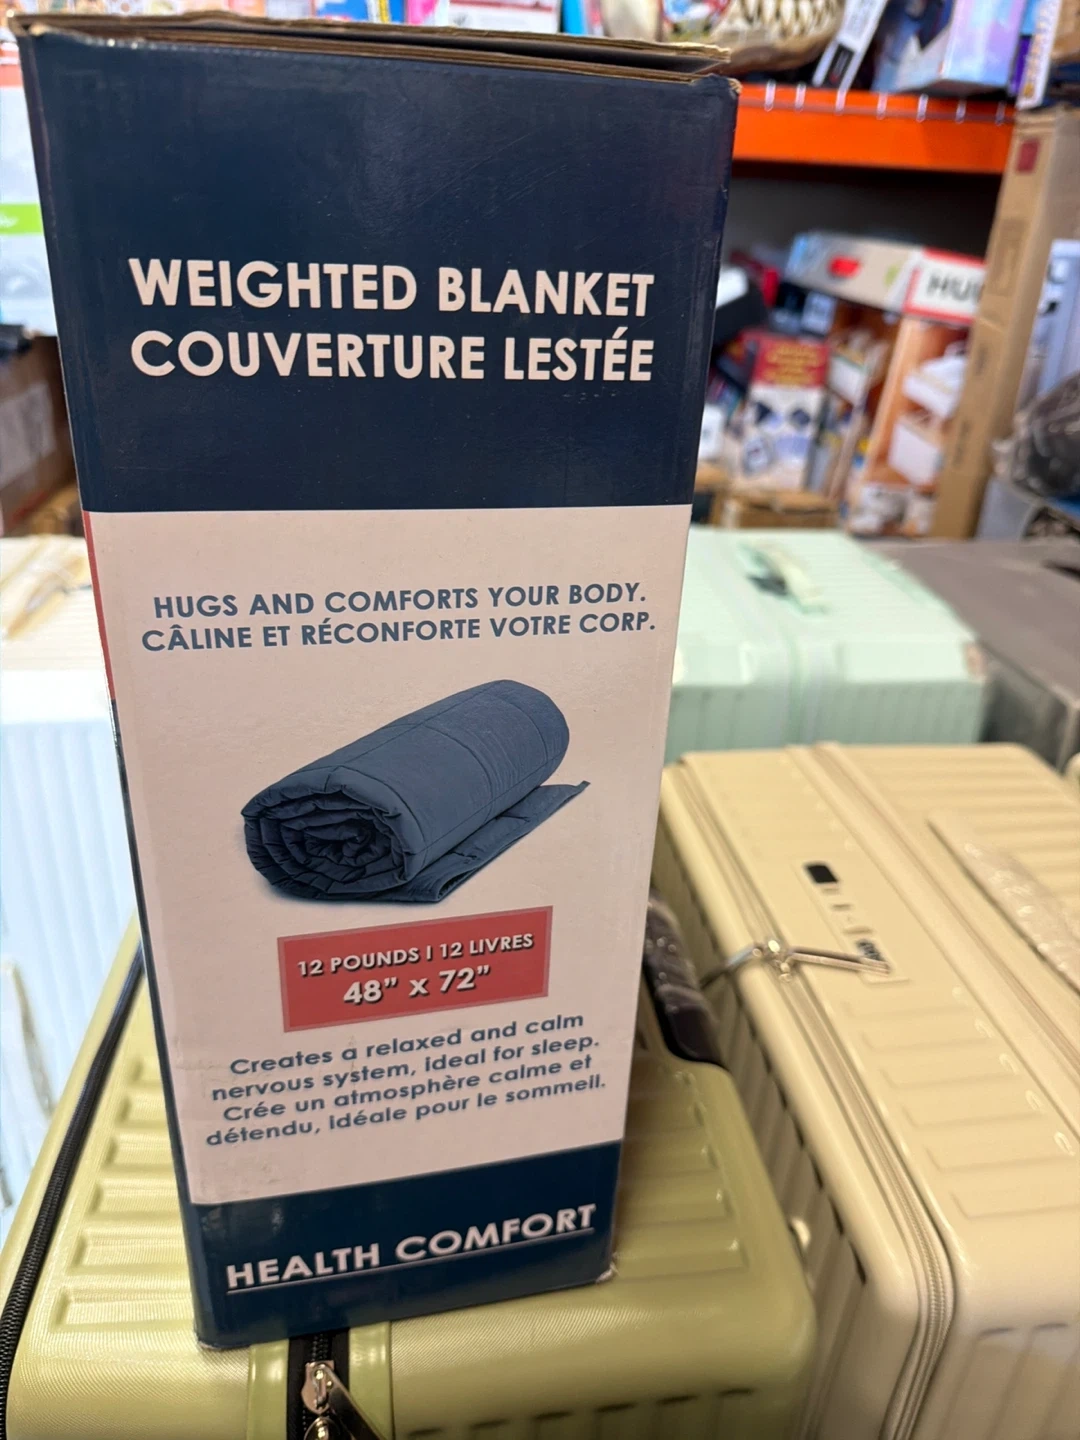 WEIGHTED BLANKET
COUVERTURE LESTÉE
HUGS AND COMFORTS YOUR BODY.
CÂLINE ET RÉCONFORTE VOTRE CORP.
12 POUNDS | 12 LIVRES
48” x 72”
Creates a relaxed and calm
nervous system, ideal for sleep.
Crée un atmosphère calme et
détendu, idéale pour le sommeil.
HEALTH COMFORT